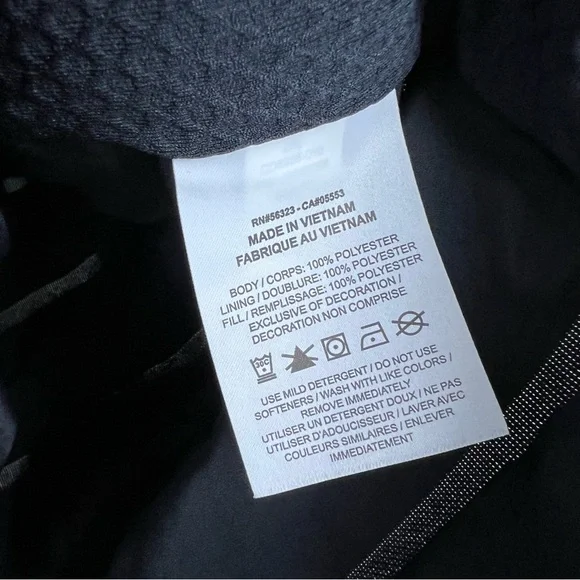 RN#56323 - CA#05553
MADE IN VIETNAM
FABRIQUE AU VIETNAM
BODY / CORPS: 100% POLYESTER
LINING / DOUBLURE: 100% POLYESTER
FILL / REMPLISSAGE: 100% POLYESTER
EXCLUSIVE OF DECORATION /
DECORATION NON COMPRISE
30C
USE MILD DETERGENT / DO NOT USE
SOFTENERS / WASH WITH LIKE COLORS /
REMOVE IMMEDIATELY
UTILISER UN DETERGENT DOUX / NE PAS
UTILISER D'ADOUCISSEUR / LAVER AVEC
COULEURS SIMILAIRES / ENLEVER
IMMEDIATEMENT